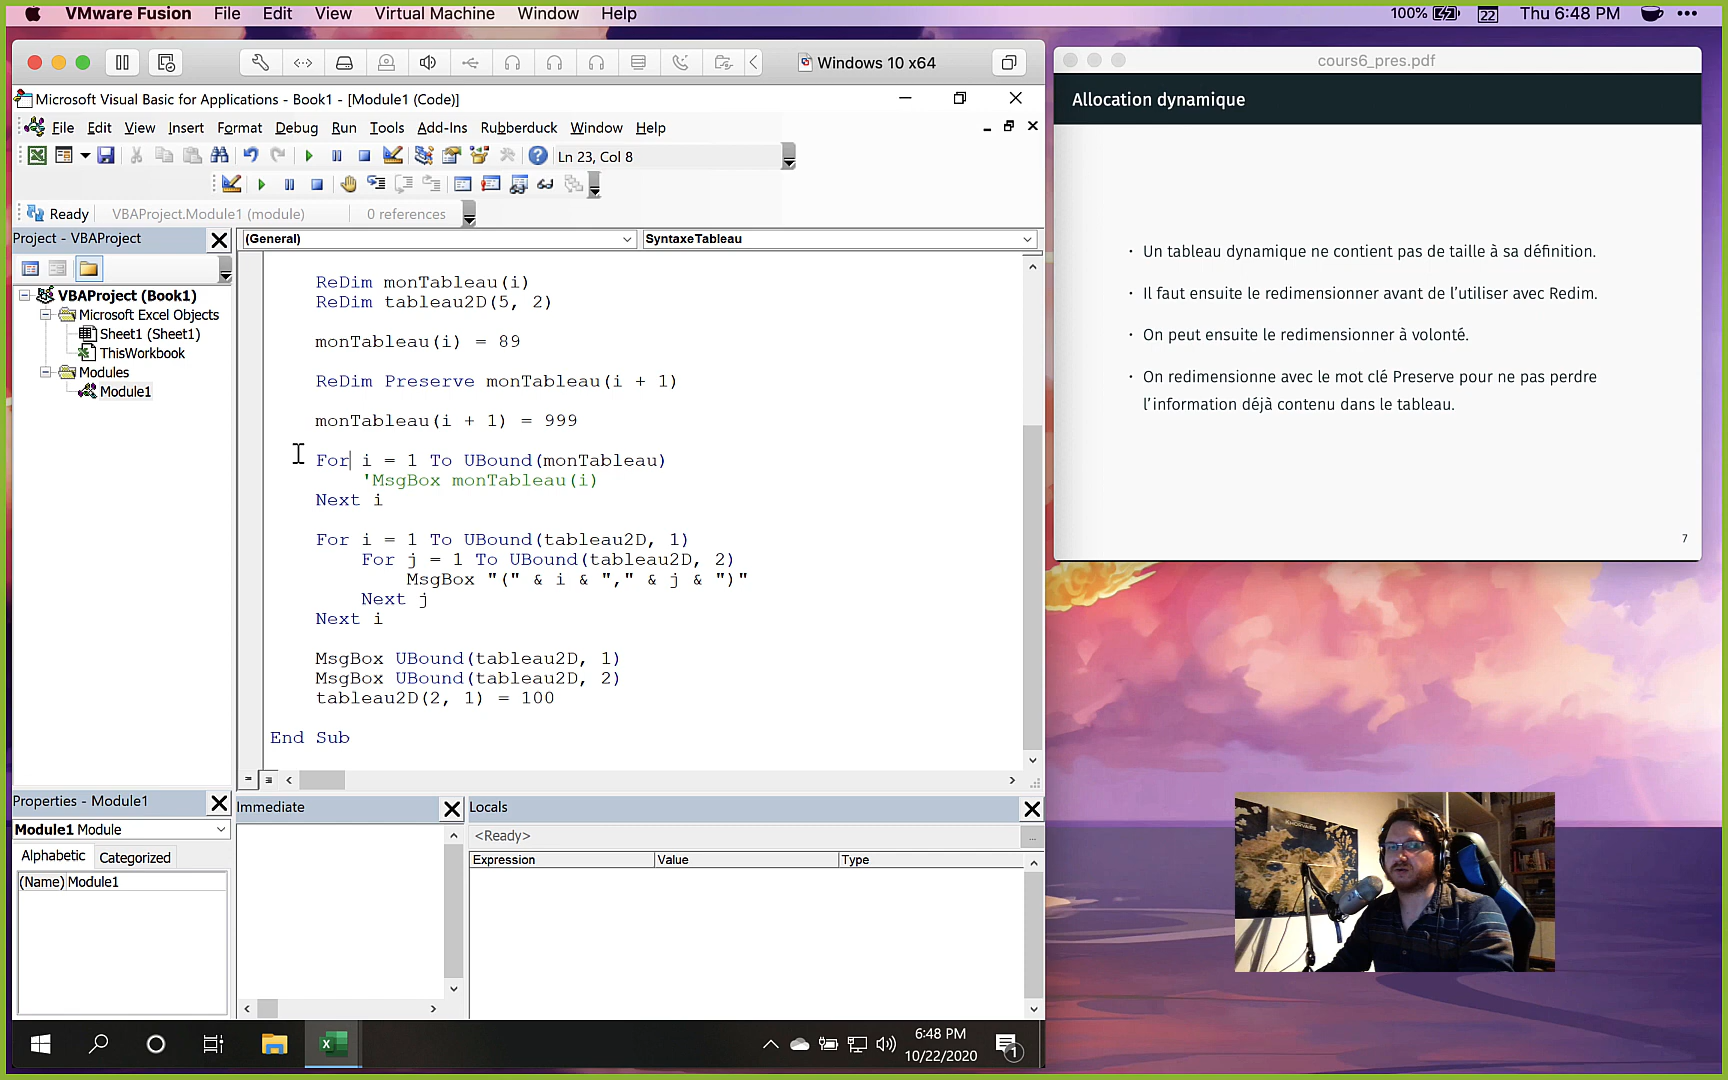 VMware Fusion File Edit View Virtual Machine Window Help 100% 22 Thu 6:48 PM
Windows 10 x64
Microsoft Visual Basic for Applications - Book1 - [Module1 (Code)]
File Edit View Insert Format Debug Run Tools Add-Ins Rubberduck Window Help
Ln 23, Col 8
Ready VBAProject.Module1 (module) 0 references
Project - VBAProject
VBAProject (Book1)
Microsoft Excel Objects
Sheet1 (Sheet1)
ThisWorkbook
Modules
Module1
(General) SyntaxeTableau
ReDim monTableau(i)
ReDim tableau2D(5, 2)
monTableau(i) = 89
ReDim Preserve monTableau(i + 1)
monTableau(i + 1) = 999
For i = 1 To UBound(monTableau)
'MsgBox monTableau(i)
Next i
For i = 1 To UBound(tableau2D, 1)
For j = 1 To UBound(tableau2D, 2)
MsgBox "(" & i & "," & j & ")"
Next j
Next i
MsgBox UBound(tableau2D, 1)
MsgBox UBound(tableau2D, 2)
tableau2D(2, 1) = 100
End Sub
Properties - Module1
Module1 Module
Alphabetic Categorized
(Name) Module1
Immediate
Locals
<Ready>
Expression Value Type
6:48 PM
10/22/2020
1
cours6_pres.pdf
Allocation dynamique
· Un tableau dynamique ne contient pas de taille à sa définition.
· Il faut ensuite le redimensionner avant de l'utiliser avec Redim.
· On peut ensuite le redimensionner à volonté.
· On redimensionne avec le mot clé Preserve pour ne pas perdre
l'information déjà contenu dans le tableau.
7